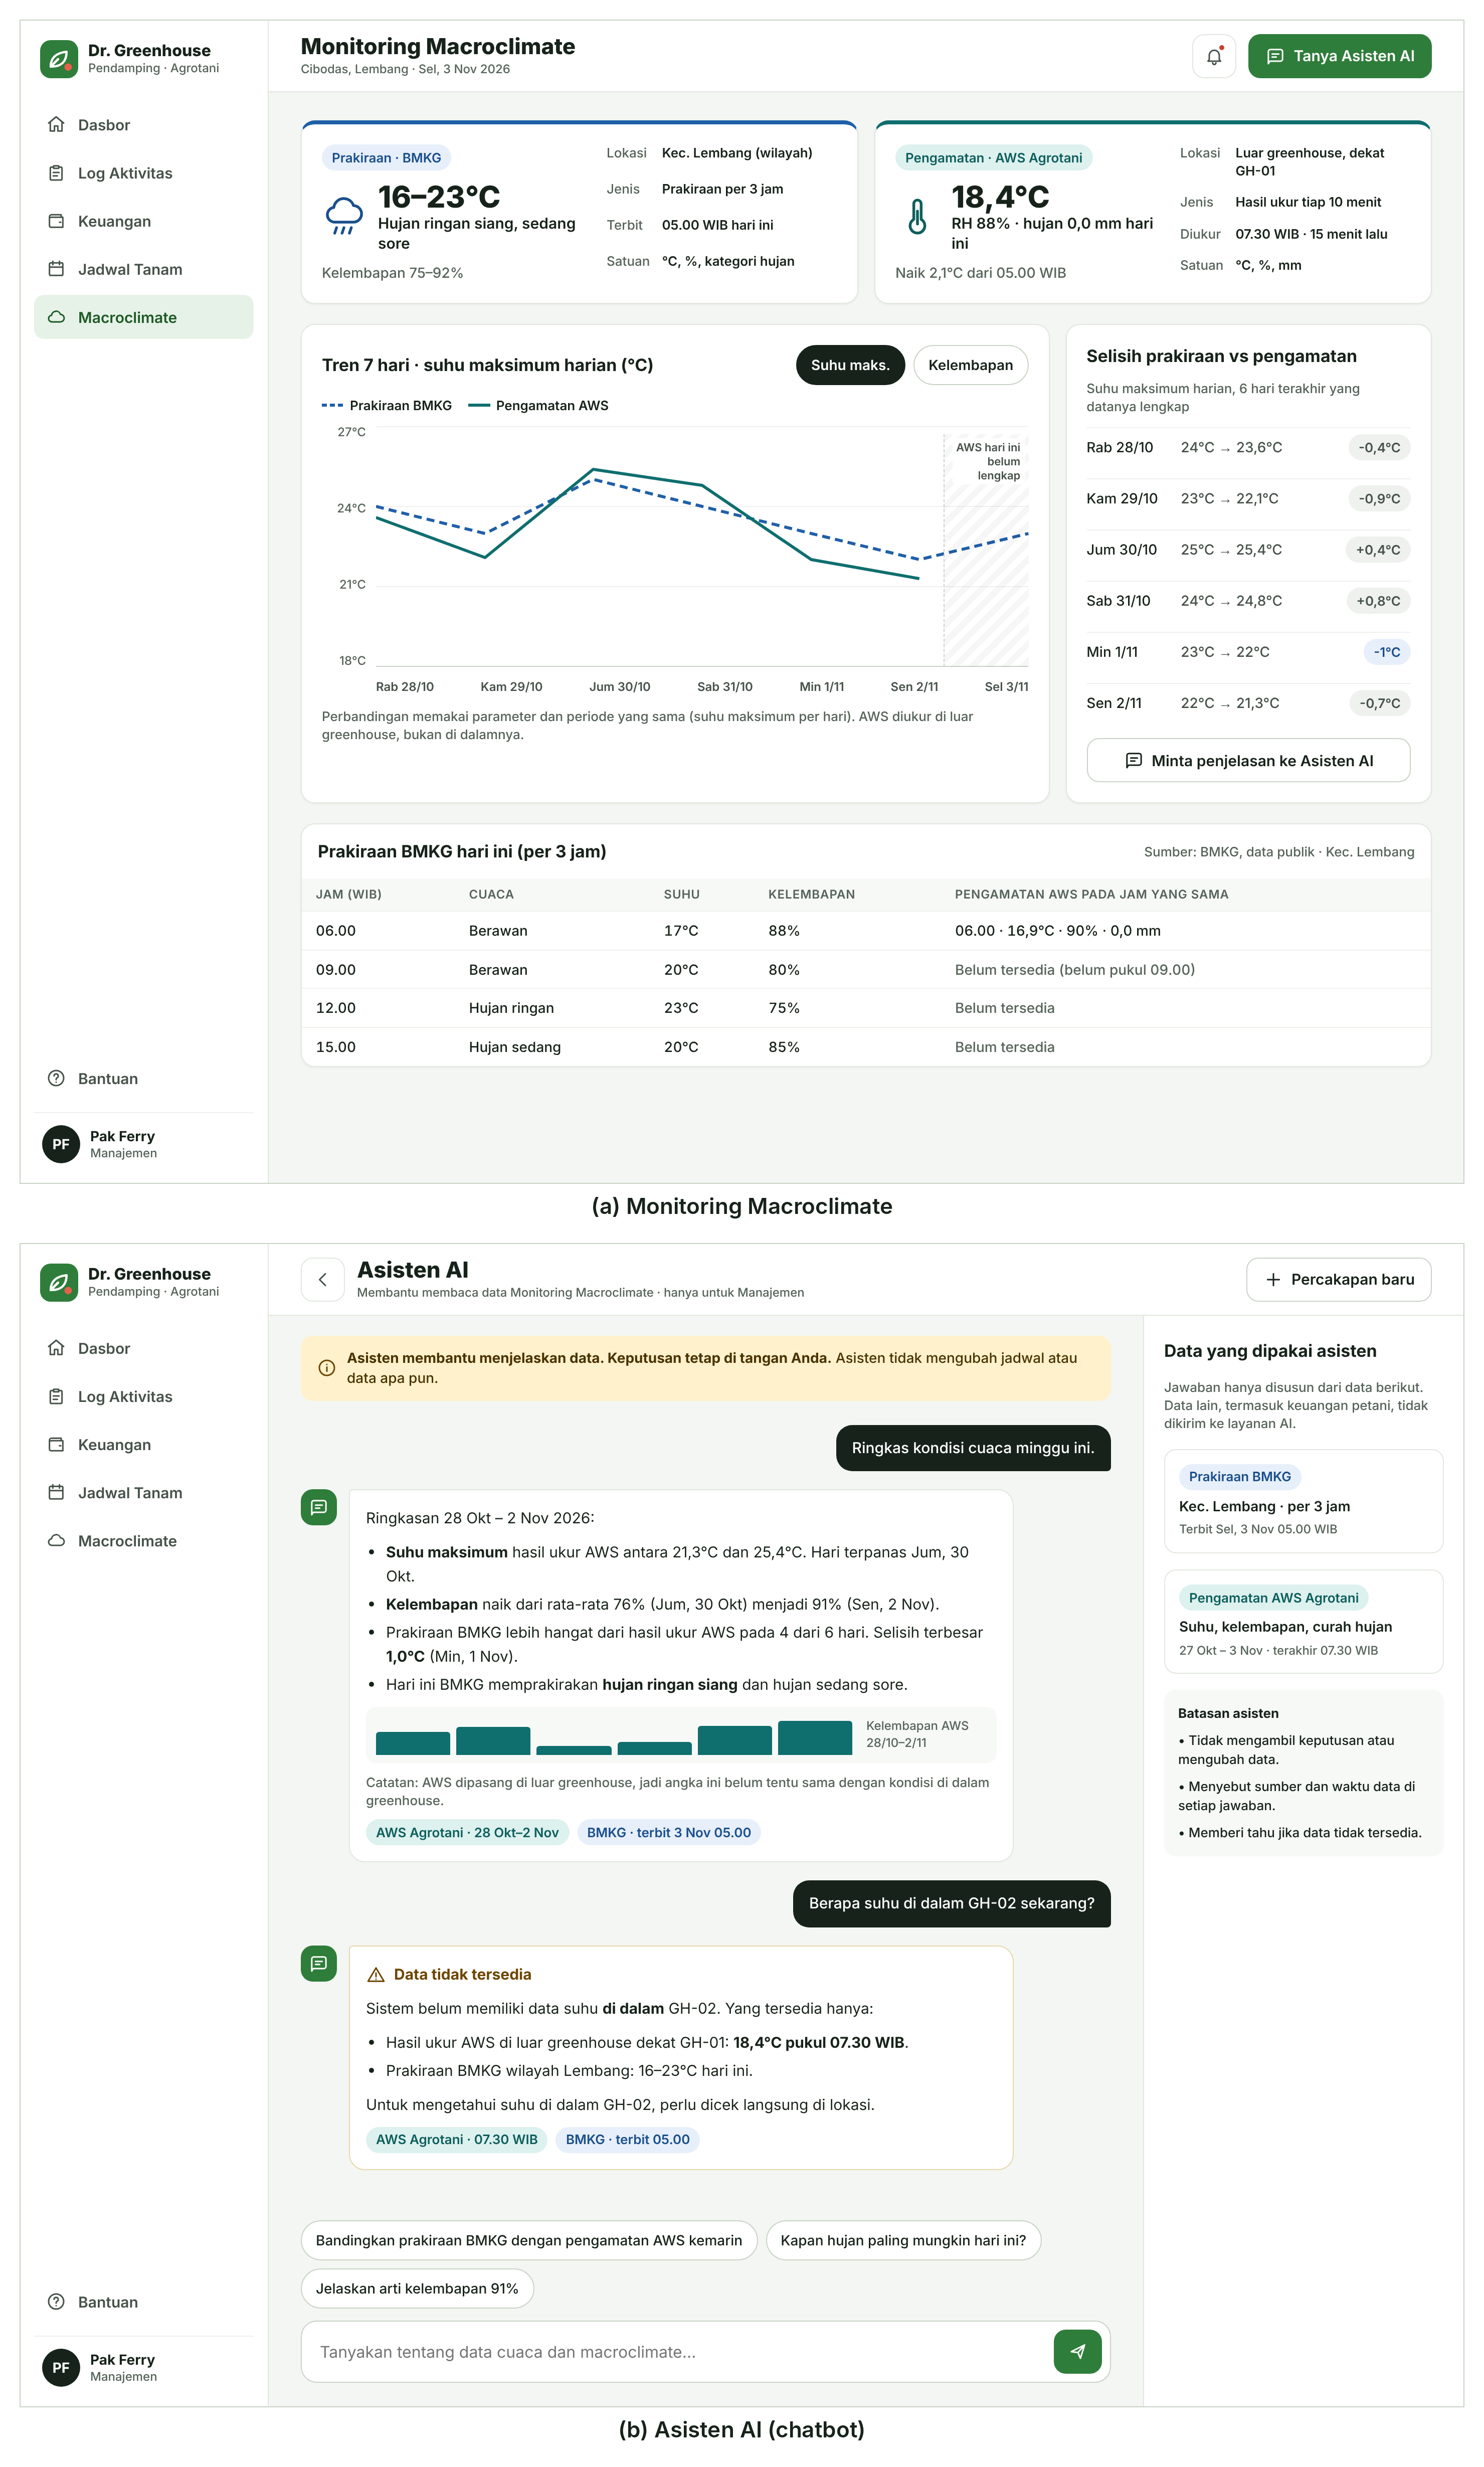 Dr. Greenhouse
Pendamping · Agrotani
Dasbor
Log Aktivitas
Keuangan
Jadwal Tanam
Macroclimate
Bantuan
PF
Pak Ferry
Manajemen
Monitoring Macroclimate
Cibodas, Lembang · Sel, 3 Nov 2026
Tanya Asisten AI
Prakiraan · BMKG
16–23°C
Hujan ringan siang, sedang
sore
Kelembapan 75–92%
Lokasi Kec. Lembang (wilayah)
Jenis Prakiraan per 3 jam
Terbit 05.00 WIB hari ini
Satuan °C, %, kategori hujan
Pengamatan · AWS Agrotani
18,4°C
RH 88% · hujan 0,0 mm hari
ini
Naik 2,1°C dari 05.00 WIB
Lokasi Luar greenhouse, dekat
GH-01
Jenis Hasil ukur tiap 10 menit
Diukur 07.30 WIB · 15 menit lalu
Satuan °C, %, mm
Tren 7 hari · suhu maksimum harian (°C)
Suhu maks.
Kelembapan
Prakiraan BMKG
Pengamatan AWS
27°C
24°C
21°C
18°C
AWS hari ini
belum
lengkap
Rab 28/10 Kam 29/10 Jum 30/10 Sab 31/10 Min 1/11 Sen 2/11 Sel 3/11
Perbandingan memakai parameter dan periode yang sama (suhu maksimum per hari). AWS diukur di luar
greenhouse, bukan di dalamnya.
Selisih prakiraan vs pengamatan
Suhu maksimum harian, 6 hari terakhir yang
datanya lengkap
Rab 28/10 24°C → 23,6°C -0,4°C
Kam 29/10 23°C → 22,1°C -0,9°C
Jum 30/10 25°C → 25,4°C +0,4°C
Sab 31/10 24°C → 24,8°C +0,8°C
Min 1/11 23°C → 22°C -1°C
Sen 2/11 22°C → 21,3°C -0,7°C
Minta penjelasan ke Asisten AI
Prakiraan BMKG hari ini (per 3 jam)
Sumber: BMKG, data publik · Kec. Lembang
JAM (WIB) CUACA SUHU KELEMBAPAN PENGAMATAN AWS PADA JAM YANG SAMA
06.00 Berawan 17°C 88% 06.00 · 16,9°C · 90% · 0,0 mm
09.00 Berawan 20°C 80% Belum tersedia (belum pukul 09.00)
12.00 Hujan ringan 23°C 75% Belum tersedia
15.00 Hujan sedang 20°C 85% Belum tersedia
(a) Monitoring Macroclimate
Dr. Greenhouse
Pendamping · Agrotani
Dasbor
Log Aktivitas
Keuangan
Jadwal Tanam
Macroclimate
Bantuan
PF
Pak Ferry
Manajemen
Asisten AI
Membantu membaca data Monitoring Macroclimate · hanya untuk Manajemen
Percakapan baru
Asisten membantu menjelaskan data. Keputusan tetap di tangan Anda. Asisten tidak mengubah jadwal atau
data apa pun.
Ringkas kondisi cuaca minggu ini.
Ringkasan 28 Okt – 2 Nov 2026:
• Suhu maksimum hasil ukur AWS antara 21,3°C dan 25,4°C. Hari terpanas Jum, 30
Okt.
• Kelembapan naik dari rata-rata 76% (Jum, 30 Okt) menjadi 91% (Sen, 2 Nov).
• Prakiraan BMKG lebih hangat dari hasil ukur AWS pada 4 dari 6 hari. Selisih terbesar
1,0°C (Min, 1 Nov).
• Hari ini BMKG memprakirakan hujan ringan siang dan hujan sedang sore.
Kelembapan AWS
28/10–2/11
Catatan: AWS dipasang di luar greenhouse, jadi angka ini belum tentu sama dengan kondisi di dalam
greenhouse.
AWS Agrotani · 28 Okt–2 Nov
BMKG · terbit 3 Nov 05.00
Berapa suhu di dalam GH-02 sekarang?
Data tidak tersedia
Sistem belum memiliki data suhu di dalam GH-02. Yang tersedia hanya:
• Hasil ukur AWS di luar greenhouse dekat GH-01: 18,4°C pukul 07.30 WIB.
• Prakiraan BMKG wilayah Lembang: 16–23°C hari ini.
Untuk mengetahui suhu di dalam GH-02, perlu dicek langsung di lokasi.
AWS Agrotani · 07.30 WIB
BMKG · terbit 05.00
Bandingkan prakiraan BMKG dengan pengamatan AWS kemarin
Kapan hujan paling mungkin hari ini?
Jelaskan arti kelembapan 91%
Tanyakan tentang data cuaca dan macroclimate...
Data yang dipakai asisten
Jawaban hanya disusun dari data berikut.
Data lain, termasuk keuangan petani, tidak
dikirim ke layanan AI.
Prakiraan BMKG
Kec. Lembang · per 3 jam
Terbit Sel, 3 Nov 05.00 WIB
Pengamatan AWS Agrotani
Suhu, kelembapan, curah hujan
27 Okt – 3 Nov · terakhir 07.30 WIB
Batasan asisten
• Tidak mengambil keputusan atau
mengubah data.
• Menyebut sumber dan waktu data di
setiap jawaban.
• Memberi tahu jika data tidak tersedia.
(b) Asisten AI (chatbot)